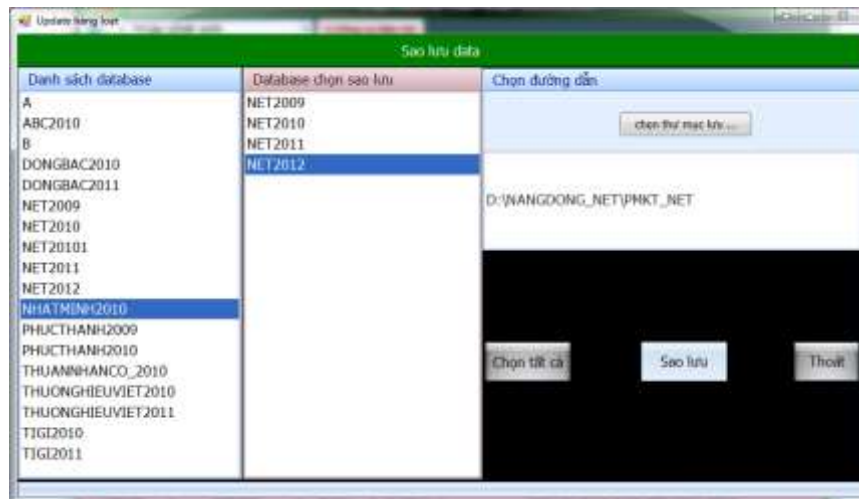 Update hàng loạt
Sao lưu data
Danh sách database
A
ABC2010
B
DONGBAC2010
DONGBAC2011
NET2009
NET2010
NET20101
NET2011
NET2012
NHATMINH2010
PHUCTHANH2009
PHUCTHANH2010
THUANNHANCO_2010
THUONGHIEUVIET2010
THUONGHIEUVIET2011
TIGI2010
TIGI2011
Database chọn sao lưu
NET2009
NET2010
NET2011
NET2012
Chọn đường dẫn
chọn thư mục lưu ...
D:\NANGDONG_NET\PMKT_NET
Chọn tất cả
Sao lưu
Thoát